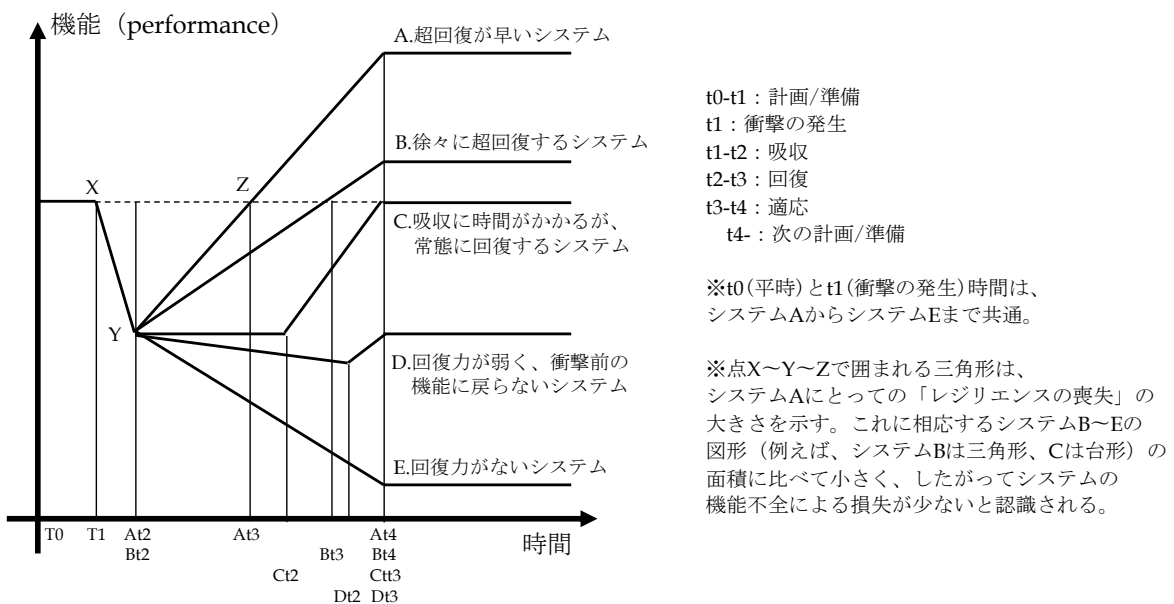 機能（performance）
A.超回復が早いシステム
B.徐々に超回復するシステム
X
Z
C.吸収に時間がかかるが、
常態に回復するシステム
Y
D.回復力が弱く、衝撃前の
機能に戻らないシステム
E.回復力がないシステム
T0 T1 At2 At3 At4
Bt2 Bt3 Bt4
Ct2 Ctt3
Dt2 Dt3
時間
t0-t1：計画/準備
t1：衝撃の発生
t1-t2：吸収
t2-t3：回復
t3-t4：適応
t4-：次の計画/準備
※t0(平時)とt1(衝撃の発生)時間は、
システムAからシステムEまで共通。
※点X～Y～Zで囲まれる三角形は、
システムAにとっての「レジリエンスの喪失」の
大きさを示す。これに相応するシステムB～Eの
図形（例えば、システムBは三角形、Cは台形）の
面積に比べて小さく、したがってシステムの
機能不全による損失が少ないと認識される。